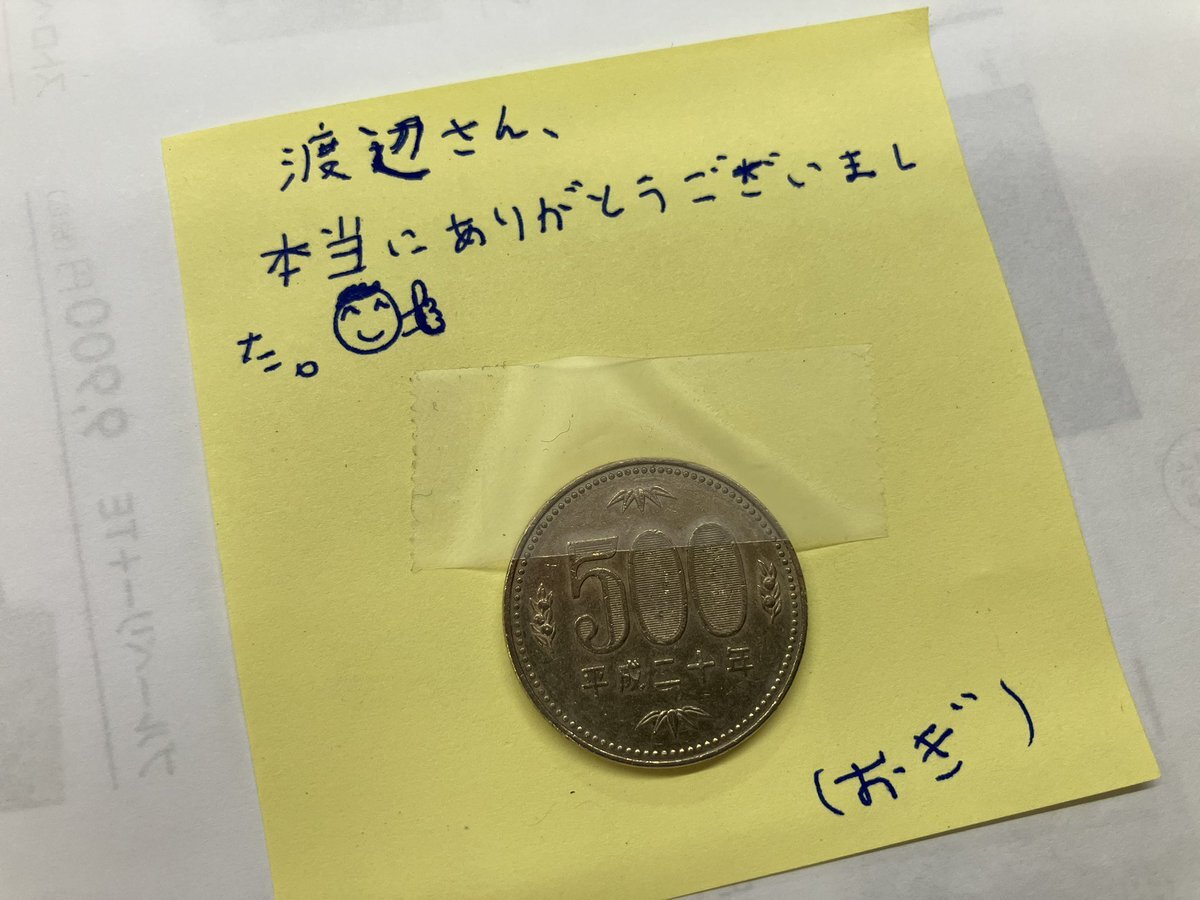 渡辺さん、
本当にありがとうございまし
た。
500
平成二十年
(おぎ)